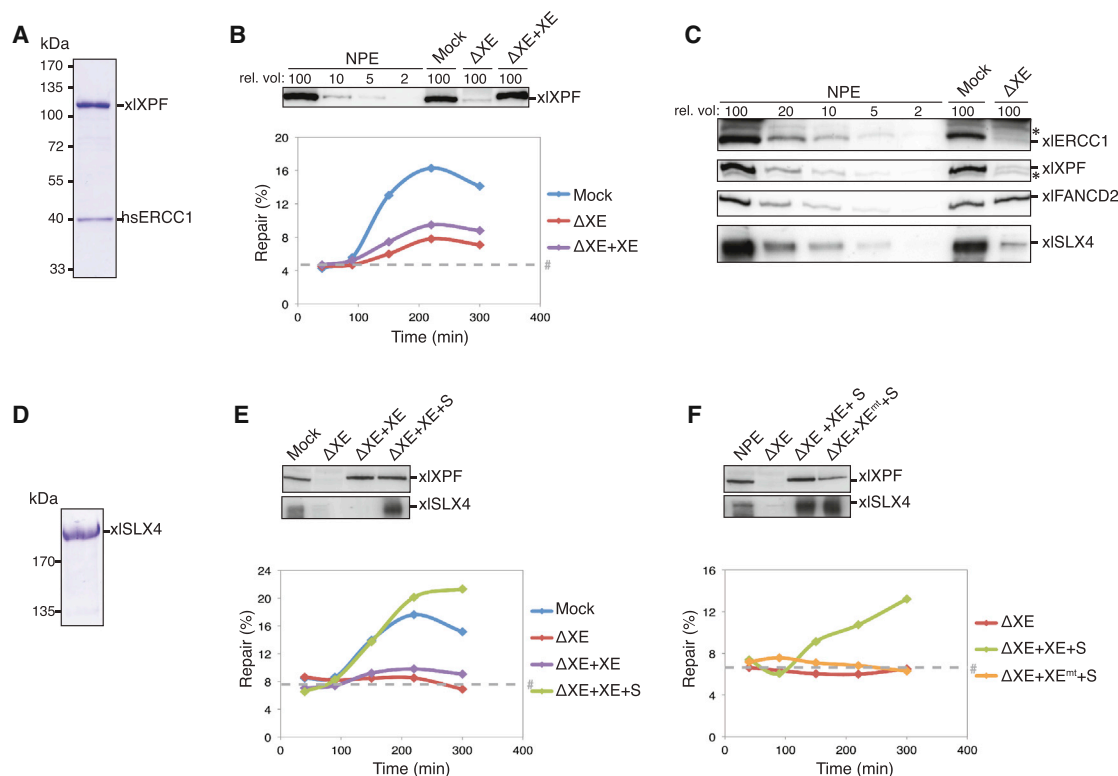 A
kDa
170
135
100
72
55
40
33
xlXPF
hsERCC1
B
NPE
Mock
ΔXE
ΔXE+XE
rel. vol: 100 10 5 2 100 100 100
xlXPF
Repair (%)
20
16
12
8
4
0
0 100 200 300 400
Time (min)
#
Mock
ΔXE
ΔXE+XE
C
NPE
Mock
ΔXE
rel. vol: 100 20 10 5 2 100 100
*
xlERCC1
xlXPF
*
xlFANCD2
xlSLX4
D
kDa
xlSLX4
170
135
E
Mock
ΔXE
ΔXE+XE
ΔXE+XE+S
xlXPF
xlSLX4
Repair (%)
24
20
16
12
8
4
0
0 100 200 300 400
Time (min)
#
Mock
ΔXE
ΔXE+XE
ΔXE+XE+S
F
NPE
ΔXE
ΔXE +XE+ S
ΔXE+XEᵐᵗ+S
xlXPF
xlSLX4
Repair (%)
16
12
8
4
0
0 100 200 300 400
Time (min)
#
ΔXE
ΔXE+XE+S
ΔXE+XEᵐᵗ+S